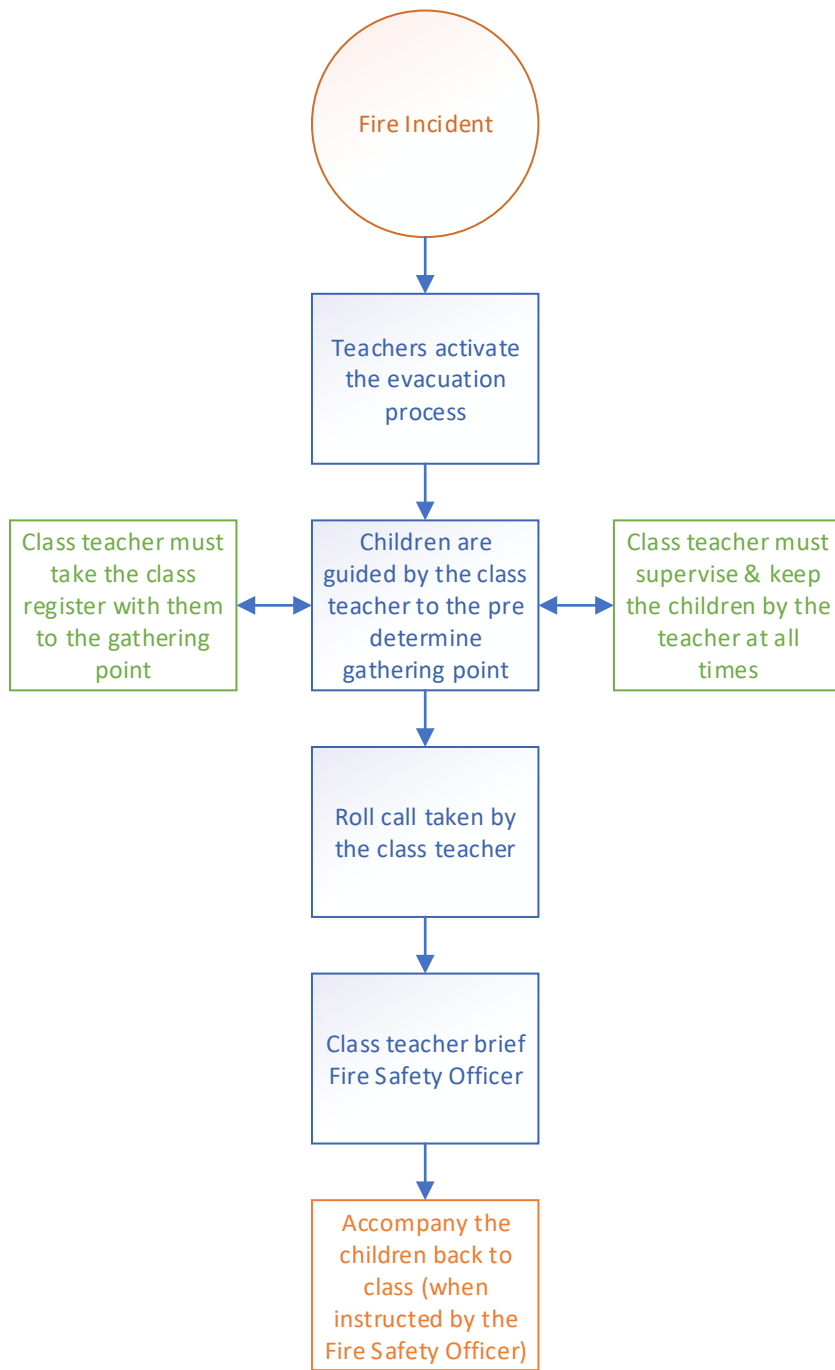 Fire Incident
Teachers activate
the evacuation
process
Class teacher must
take the class
register with them
to the gathering
point
Children are
guided by the class
teacher to the pre
determine
gathering point
Class teacher must
supervise & keep
the children by the
teacher at all
times
Roll call taken by
the class teacher
Class teacher brief
Fire Safety Officer
Accompany the
children back to
class (when
instructed by the
Fire Safety Officer)